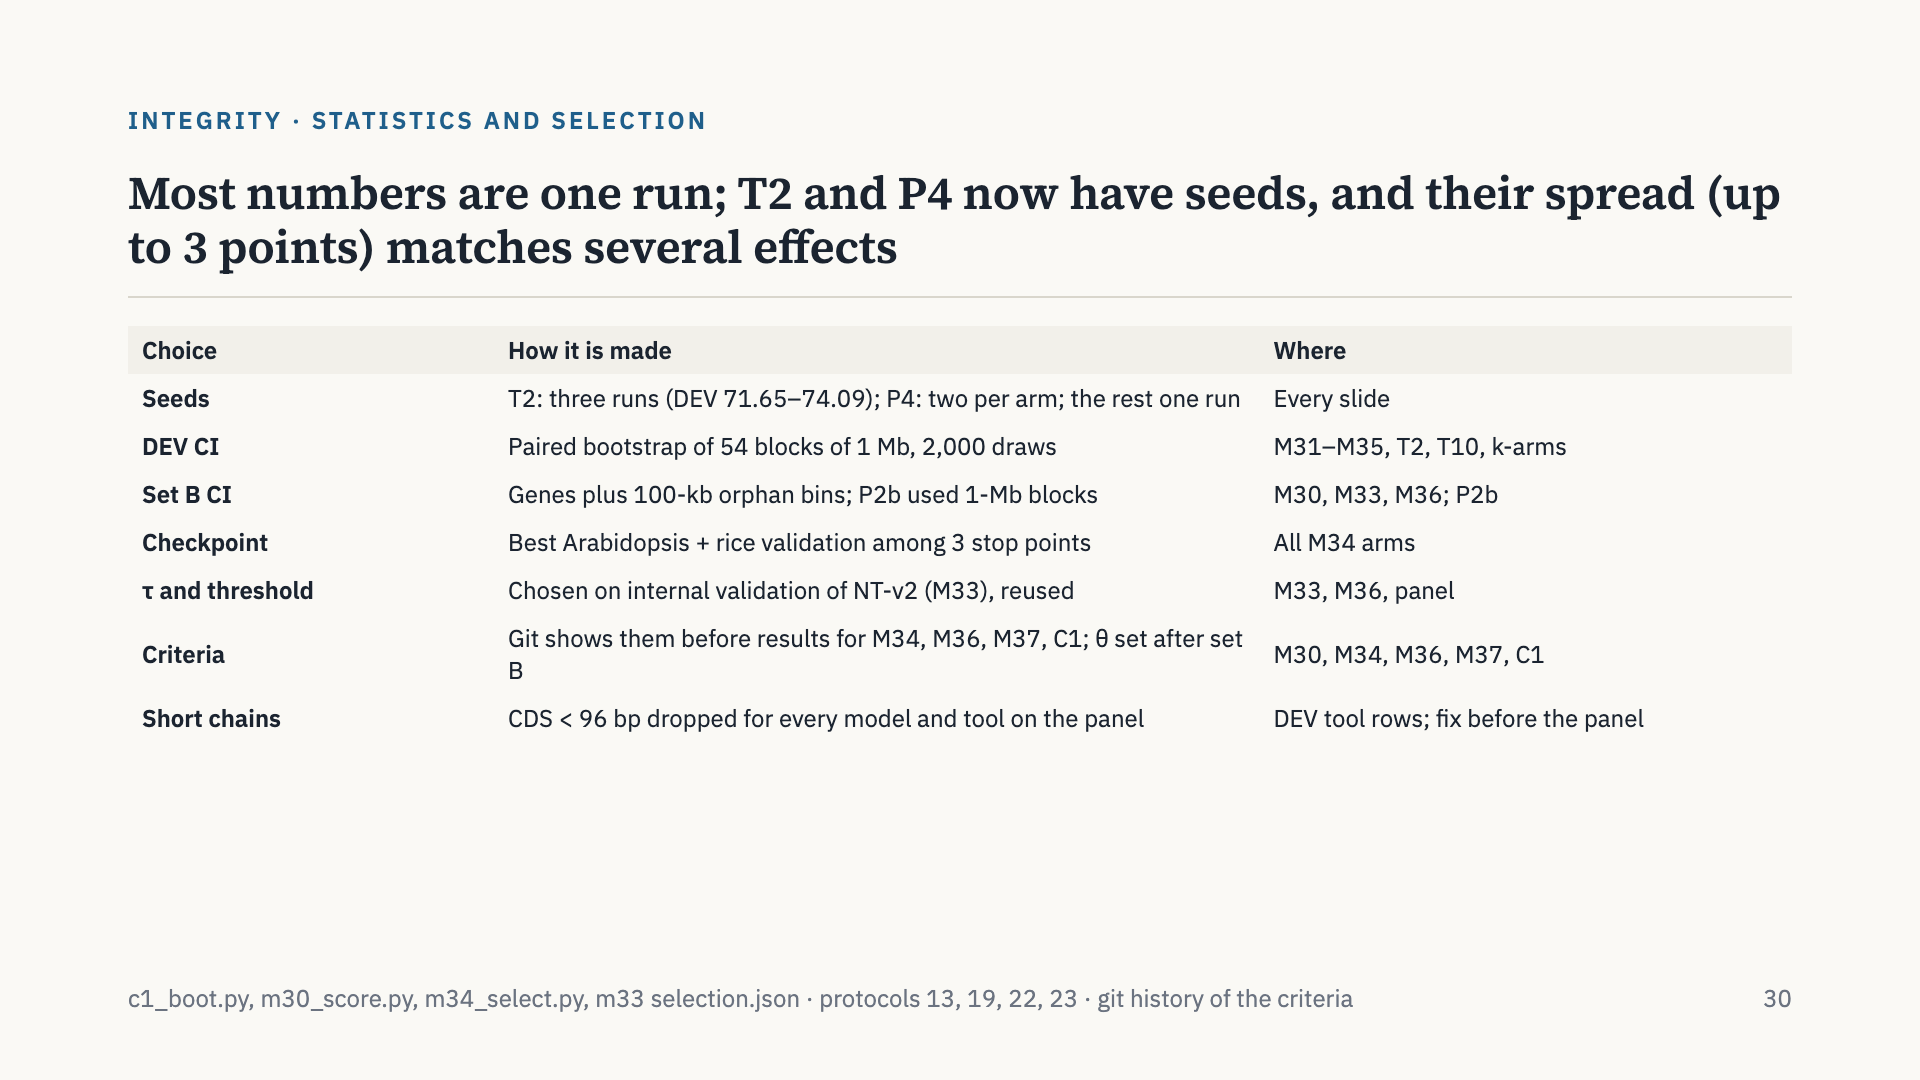 INTEGRITY · STATISTICS AND SELECTION
Most numbers are one run; T2 and P4 now have seeds, and their spread (up
to 3 points) matches several effects
Choice How it is made Where
Seeds T2: three runs (DEV 71.65–74.09); P4: two per arm; the rest one run Every slide
DEV CI Paired bootstrap of 54 blocks of 1 Mb, 2,000 draws M31–M35, T2, T10, k-arms
Set B CI Genes plus 100-kb orphan bins; P2b used 1-Mb blocks M30, M33, M36; P2b
Checkpoint Best Arabidopsis + rice validation among 3 stop points All M34 arms
τ and threshold Chosen on internal validation of NT-v2 (M33), reused M33, M36, panel
Criteria Git shows them before results for M34, M36, M37, C1; θ set after set
B M30, M34, M36, M37, C1
Short chains CDS < 96 bp dropped for every model and tool on the panel DEV tool rows; fix before the panel
c1_boot.py, m30_score.py, m34_select.py, m33 selection.json · protocols 13, 19, 22, 23 · git history of the criteria 30